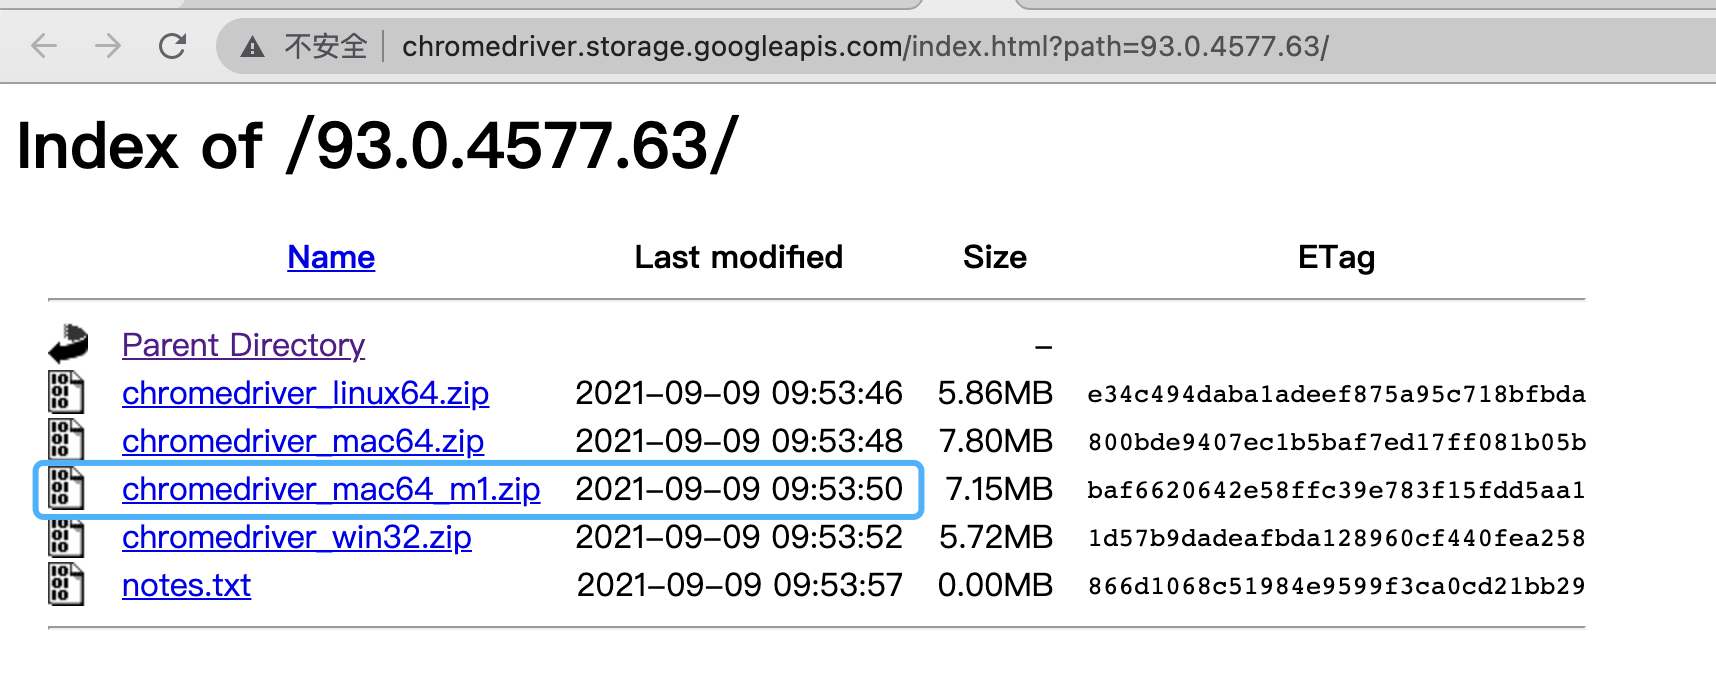 不安全 chromedriver.storage.googleapis.com/index.html?path=93.0.4577.63/
Index of /93.0.4577.63/
Name Last modified Size ETag
Parent Directory –
chromedriver_linux64.zip 2021-09-09 09:53:46 5.86MB e34c494daba1adeef875a95c718bfbda
chromedriver_mac64.zip 2021-09-09 09:53:48 7.80MB 800bde9407ec1b5baf7ed17ff081b05b
chromedriver_mac64_m1.zip 2021-09-09 09:53:50 7.15MB baf6620642e58ffc39e783f15fdd5aa1
chromedriver_win32.zip 2021-09-09 09:53:52 5.72MB 1d57b9dadeafbda128960cf440fea258
notes.txt 2021-09-09 09:53:57 0.00MB 866d1068c51984e9599f3ca0cd21bb29